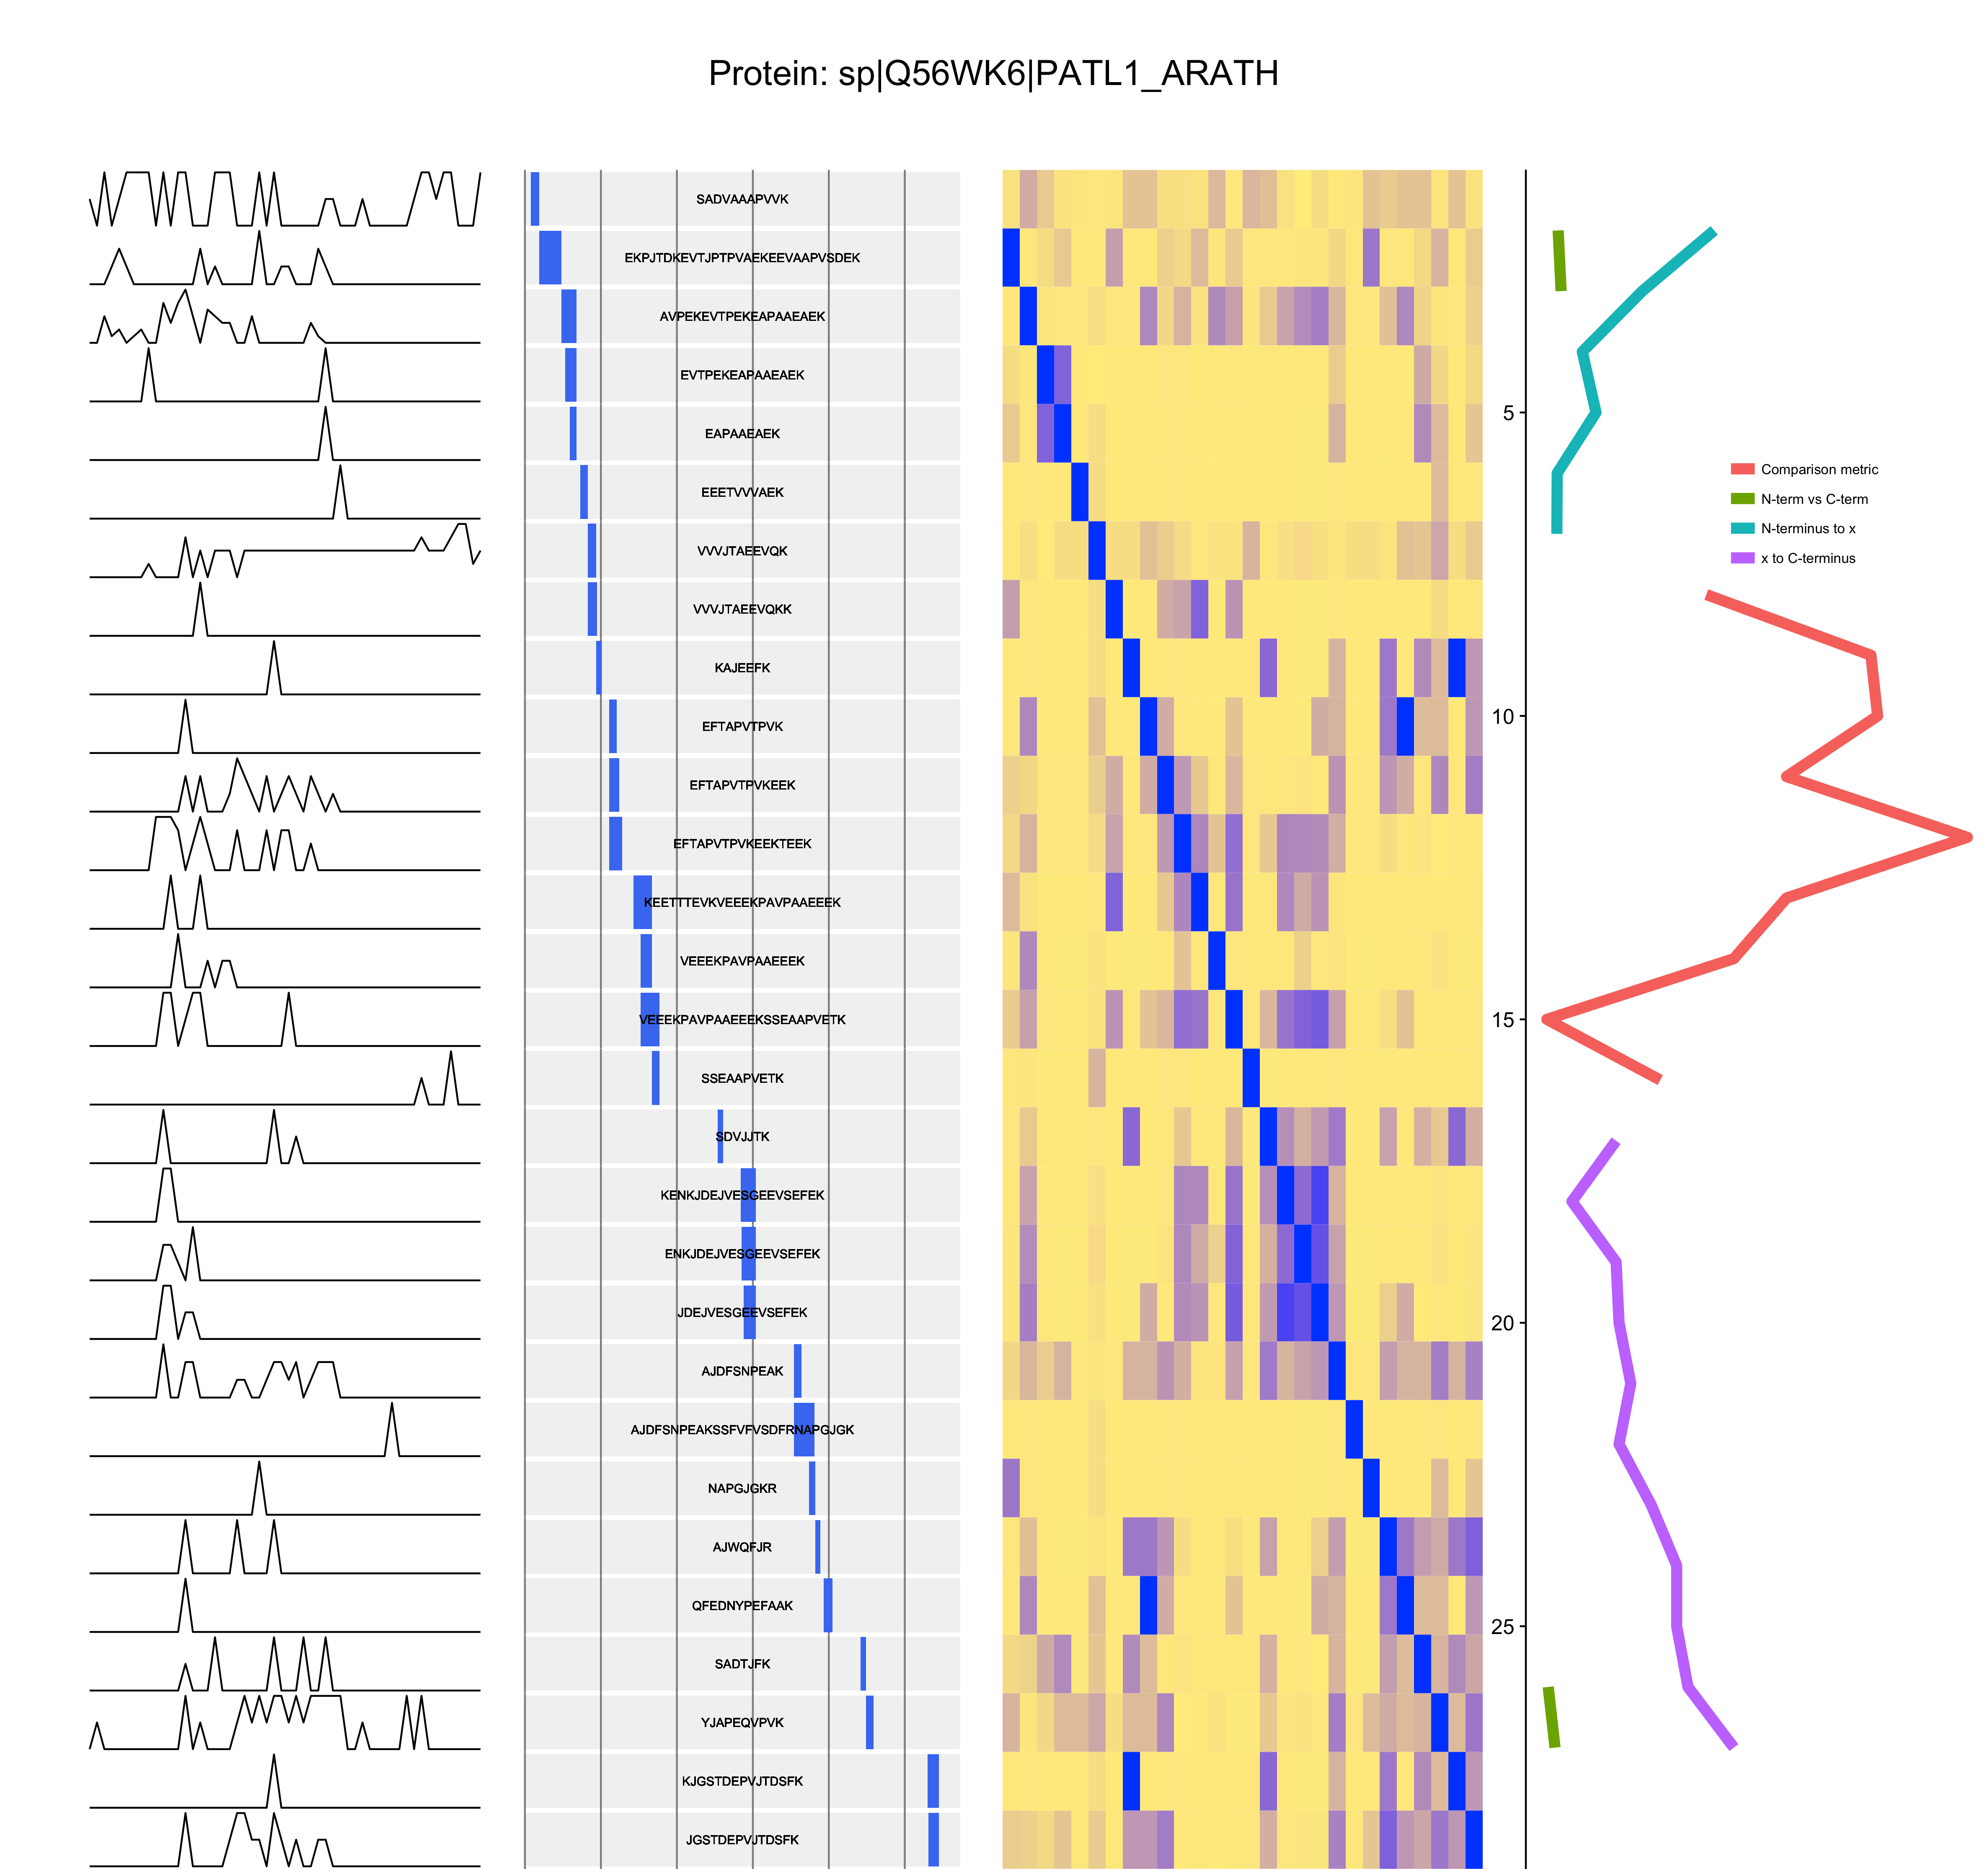 Protein: sp|Q56WK6|PATL1_ARATH
SADVAAAPVVK
EKPJTDKEVTJPTPVAEKEEVAAPVSDEK
AVPEKEVTPEKEAPAAEAEK
EVTPEKEAPAAEAEK
EAPAAEAEK
EEETVVVAEK
VVVJTAEEVQK
VVVJTAEEVQKK
KAJEEFK
EFTAPVTPVK
EFTAPVTPVKEEK
EFTAPVTPVKEEKTEEK
KEETTTEVKVEEEKPAVPAAEEEK
VEEEKPAVPAAEEEK
VEEEKPAVPAAEEEKSSEAAPVETK
SSEAAPVETK
SDVJJTK
KENKJDEJVESGEEVSEFEK
ENKJDEJVESGEEVSEFEK
JDEJVESGEEVSEFEK
AJDFSNPEAK
AJDFSNPEAKSSFVFVSDFRNAPGJGK
NAPGJGKR
AJWQFJR
QFEDNYPEFAAK
SADTJFK
YJAPEQVPVK
KJGSTDEPVJTDSFK
JGSTDEPVJTDSFK
5
10
15
20
25
Comparison metric
N-term vs C-term
N-terminus to x
x to C-terminus